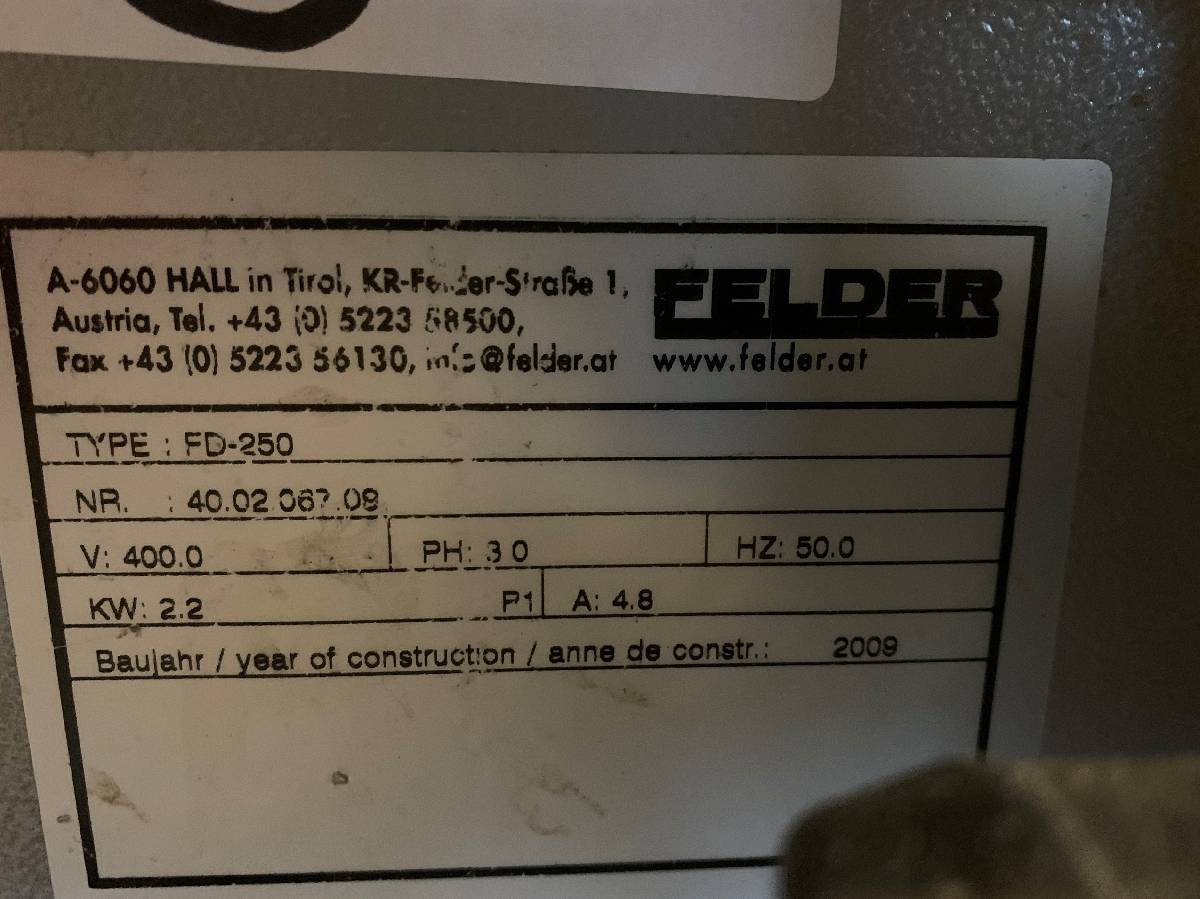 A-6060 HALL in Tirol, KR-Felder-Straße 1,
Austria, Tel. +43 (0) 5223 58500,
Fax +43 (0) 5223 56130, info@felder.at
FELDER
www.felder.at
TYPE : FD-250
NR. : 40.02.067.09
V: 400.0 PH: 3.0 HZ: 50.0
KW: 2.2 P1 A: 4.8
Baujahr / year of construction / anne de constr.: 2009